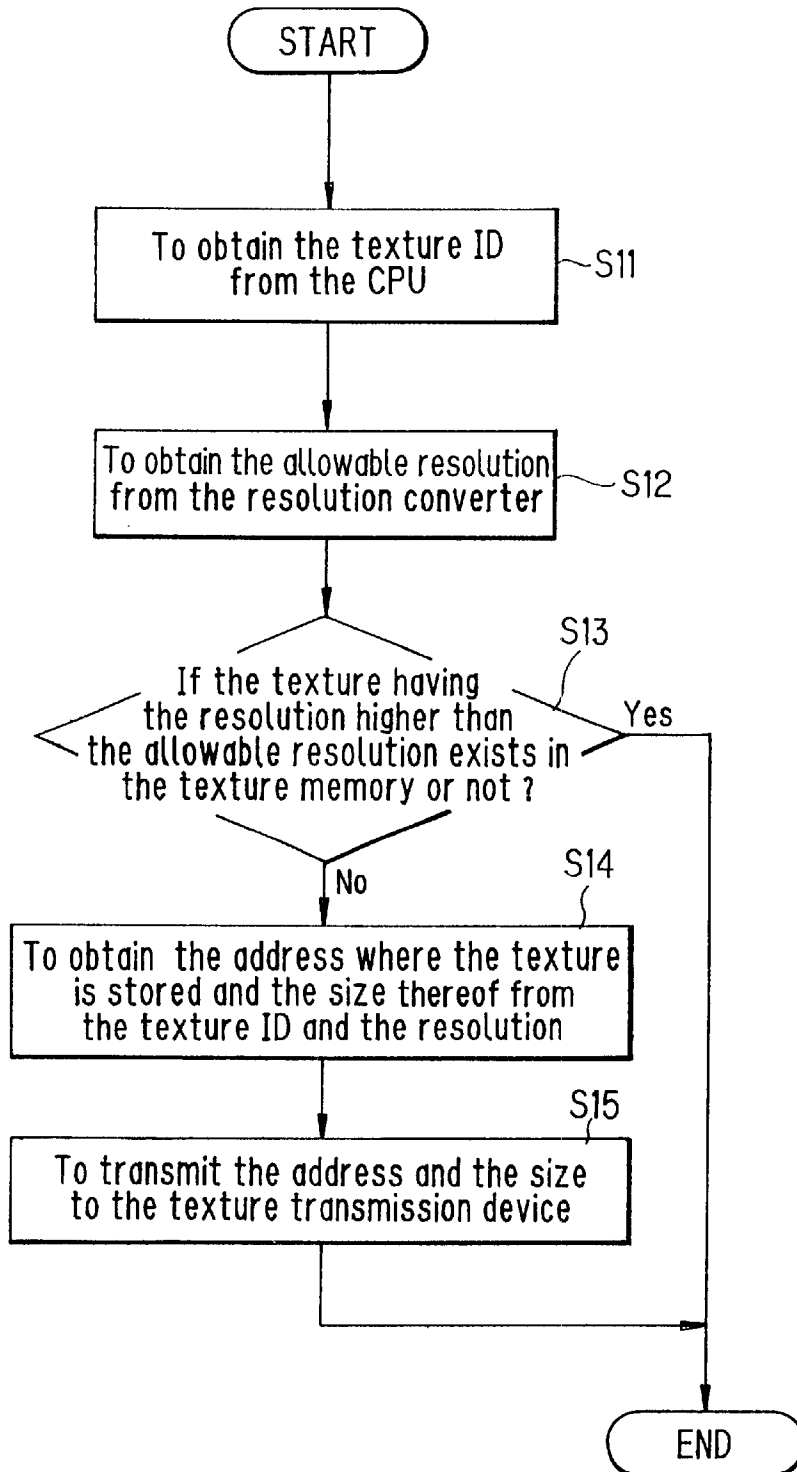 START
To obtain the texture ID
from the CPU
S11
To obtain the allowable resolution
from the resolution converter
S12
S13
If the texture having
the resolution higher than
the allowable resolution exists in
the texture memory or not ?
Yes
No
S14
To obtain the address where the texture
is stored and the size thereof from
the texture ID and the resolution
S15
To transmit the address and the size
to the texture transmission device
END